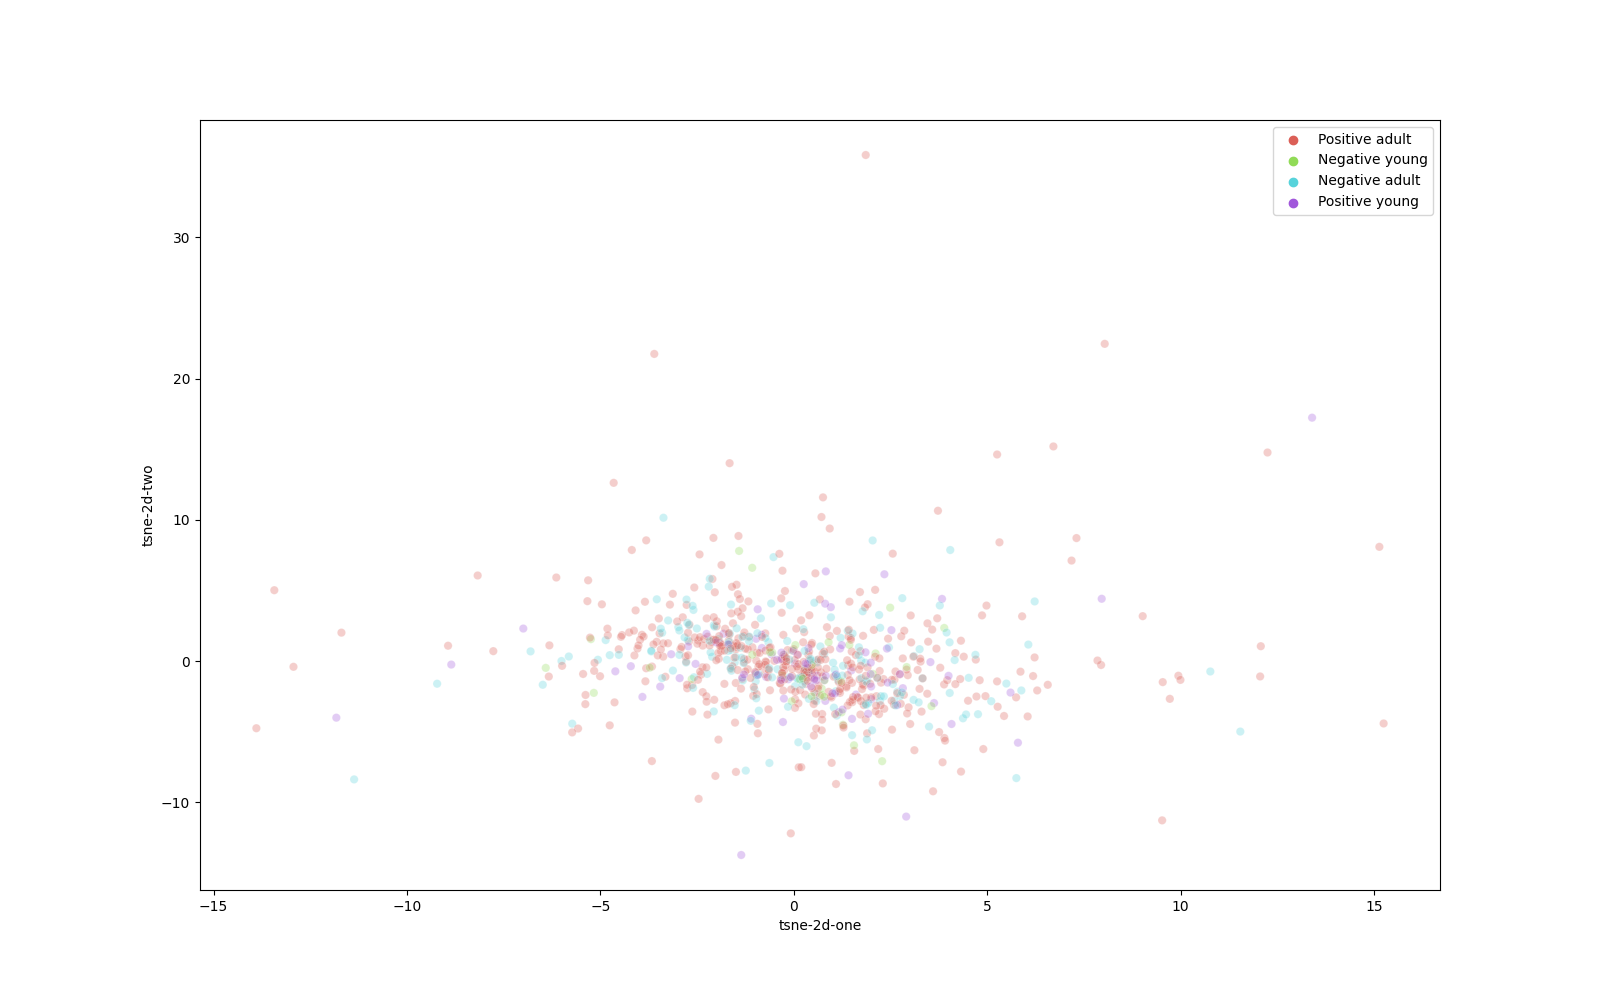 Positive adult
Negative young
Negative adult
Positive young
30
20
10
0
−10
tsne-2d-two
−15
−10
−5
0
5
10
15
tsne-2d-one